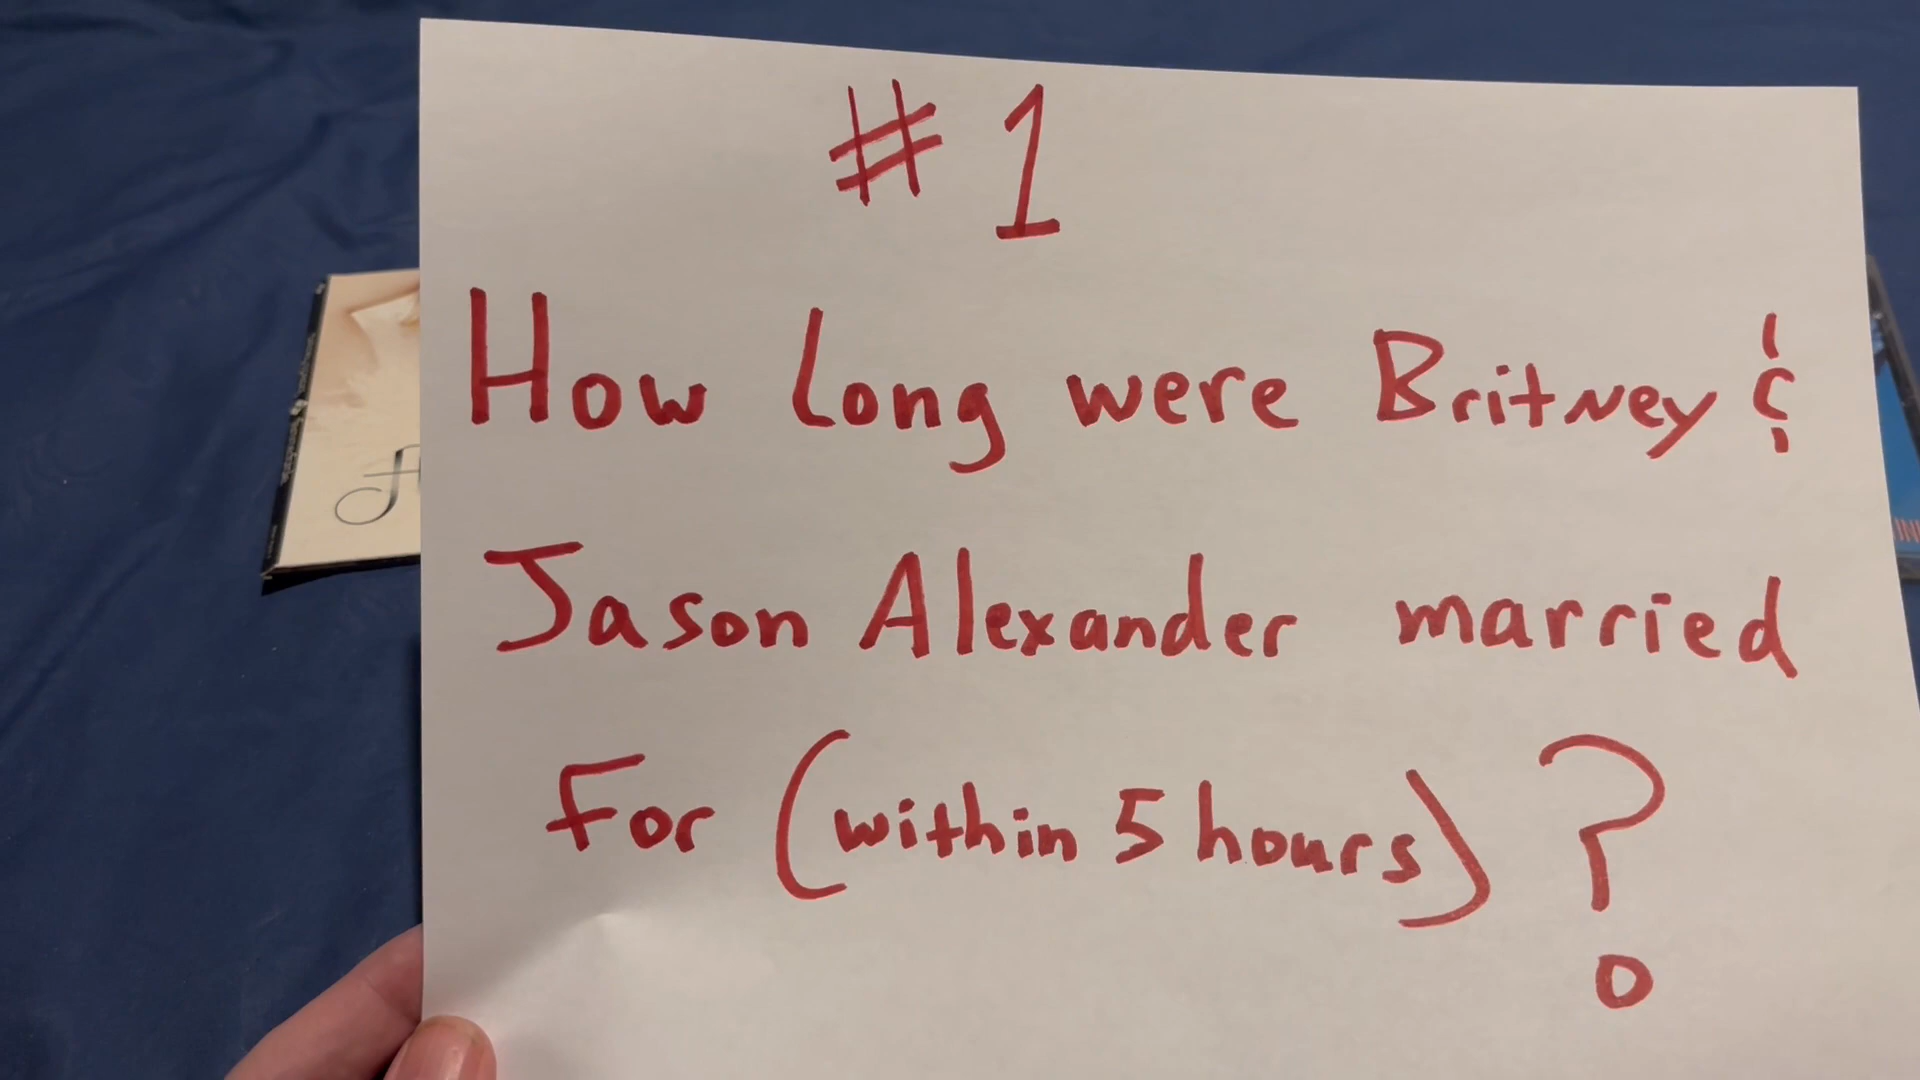 #1
How long were Britney &
Jason Alexander married
For (within 5 hours)?